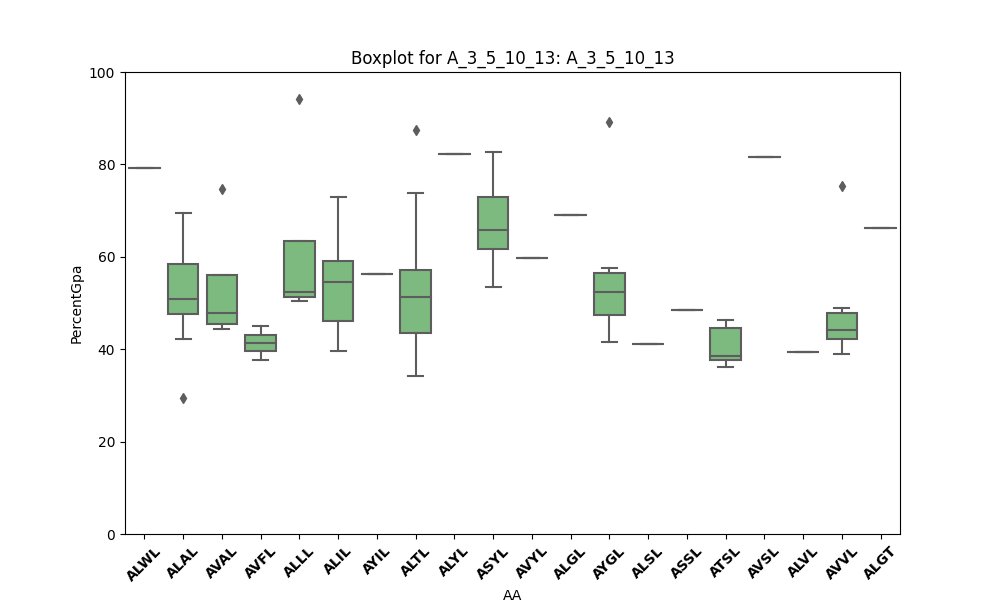 Boxplot for A_3_5_10_13: A_3_5_10_13
100
80
60
40
20
0
PercentGpa
ALWL ALAL AVAL AVFL ALLL ALIL AYIL ALTL ALYL ASYL AVYL ALGL AYGL ALSL ASSL ATSL AVSL ALVL AVVL ALGT
AA